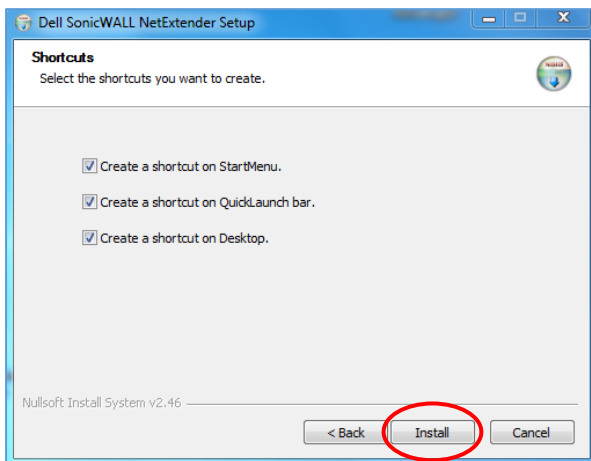 Dell SonicWALL NetExtender Setup
Shortcuts
Select the shortcuts you want to create.
Create a shortcut on StartMenu.
Create a shortcut on QuickLaunch bar.
Create a shortcut on Desktop.
Nullsoft Install System v2.46
< Back Install Cancel